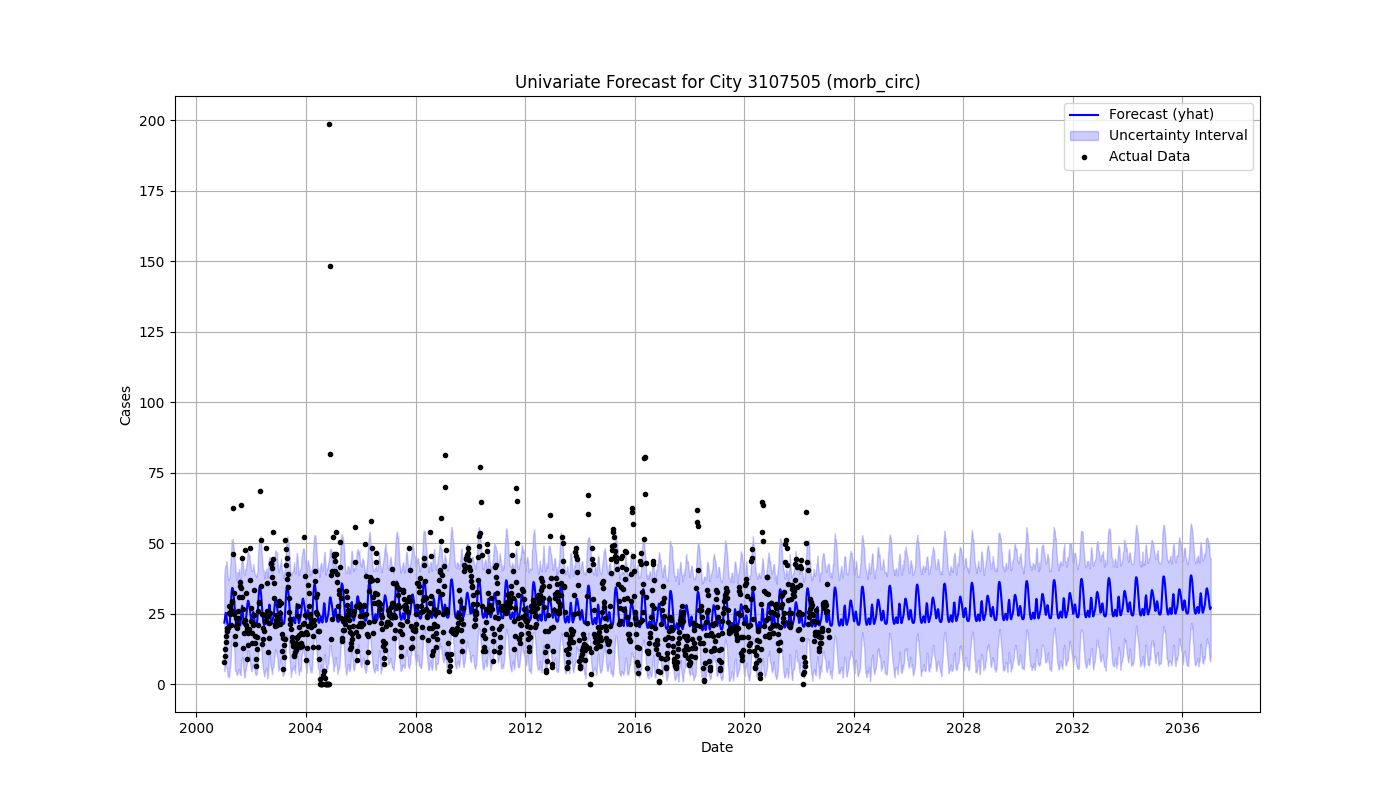 Univariate Forecast for City 3107505 (morb_circ)
Forecast (yhat)
Uncertainty Interval
Actual Data
200
175
150
125
100
75
50
25
0
Cases
2000 2004 2008 2012 2016 2020 2024 2028 2032 2036
Date